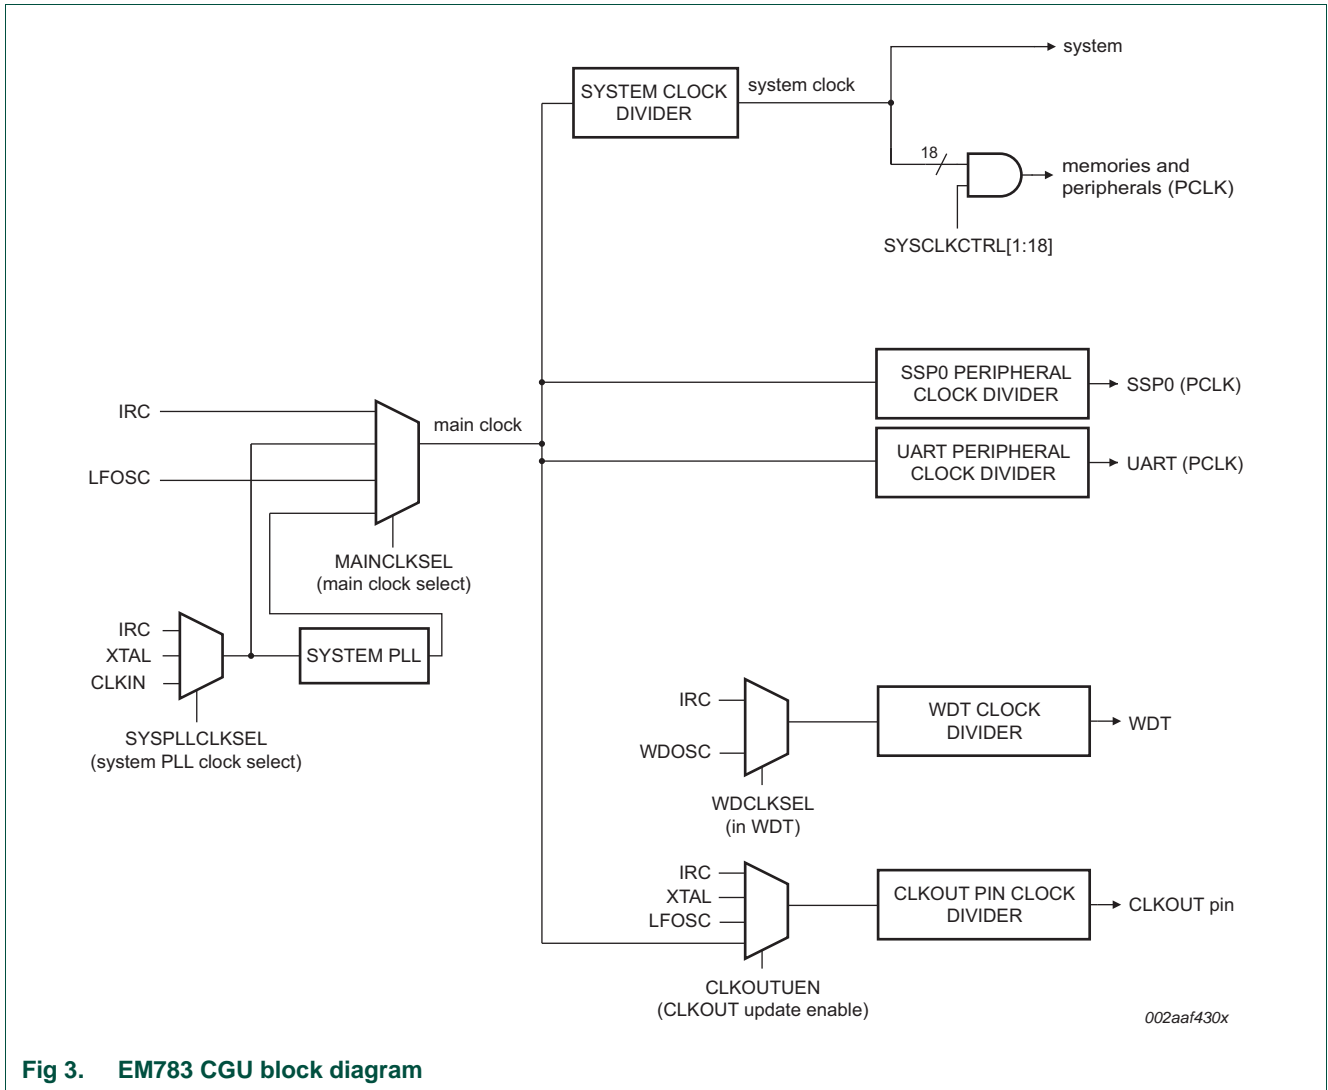 system
SYSTEM CLOCK
DIVIDER
system clock
18
memories and
peripherals (PCLK)
SYSCLKCTRL[1:18]
SSP0 PERIPHERAL
CLOCK DIVIDER
SSP0 (PCLK)
IRC
main clock
UART PERIPHERAL
CLOCK DIVIDER
UART (PCLK)
LFOSC
MAINCLKSEL
(main clock select)
IRC
XTAL
CLKIN
SYSTEM PLL
SYSPLLCLKSEL
(system PLL clock select)
IRC
WDOSC
WDT CLOCK
DIVIDER
WDT
WDCLKSEL
(in WDT)
IRC
XTAL
LFOSC
CLKOUT PIN CLOCK
DIVIDER
CLKOUT pin
CLKOUTUEN
(CLKOUT update enable)
002aaf430x
Fig 3. EM783 CGU block diagram